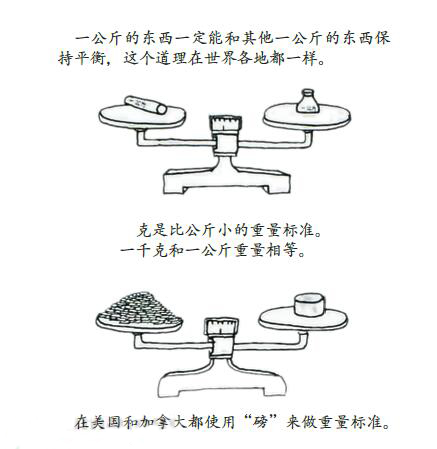 一公斤的东西一定能和其他一公斤的东西保
持平衡，这个道理在世界各地都一样。
克是比公斤小的重量标准。
一千克和一公斤重量相等。
在美国和加拿大都使用“磅”来做重量标准。